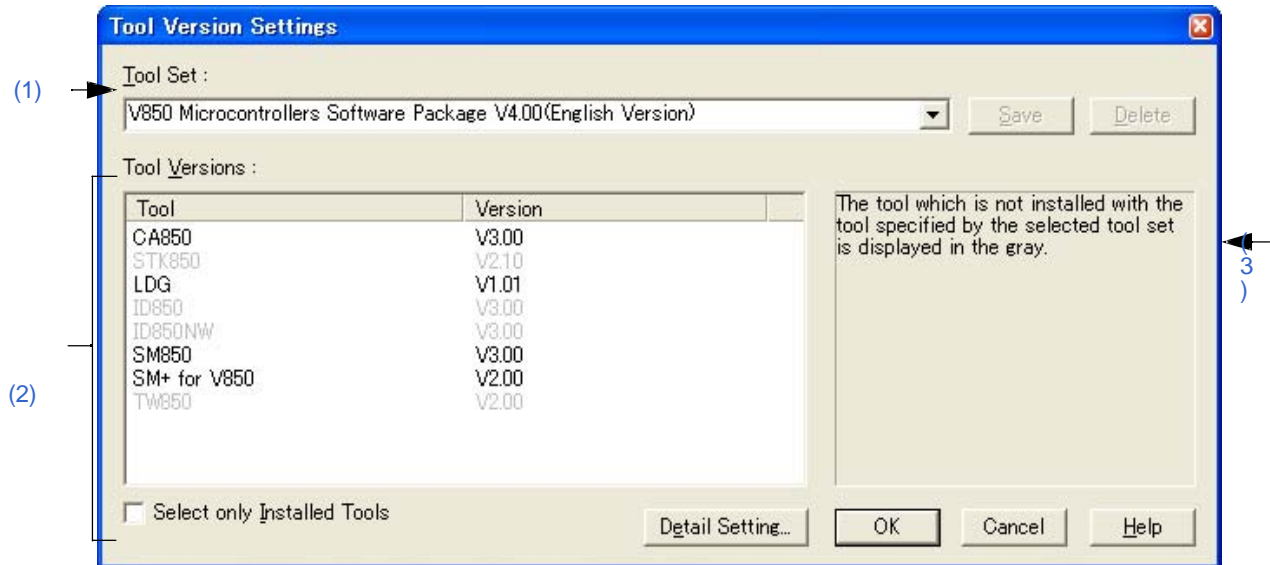 Tool Version Settings
(1)
Tool Set :
V850 Microcontrollers Software Package V4.00(English Version)
Save
Delete
Tool Versions :
Tool Version
CA850 V3.00
STK850 V2.10
LDG V1.01
ID850 V3.00
ID850NW V3.00
SM850 V3.00
SM+ for V850 V2.00
TW850 V2.00
(2)
The tool which is not installed with the
tool specified by the selected tool set
is displayed in the gray.
(
3
)
Select only Installed Tools
Detail Setting...
OK
Cancel
Help